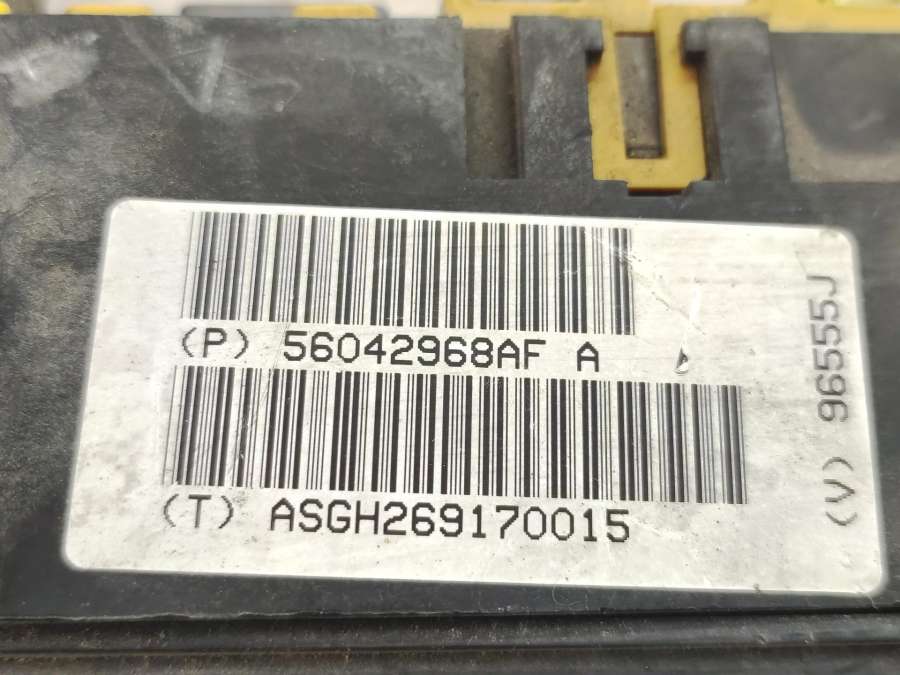 (P) 56042968AF A
(T) ASGH269170015
(V) 96555J